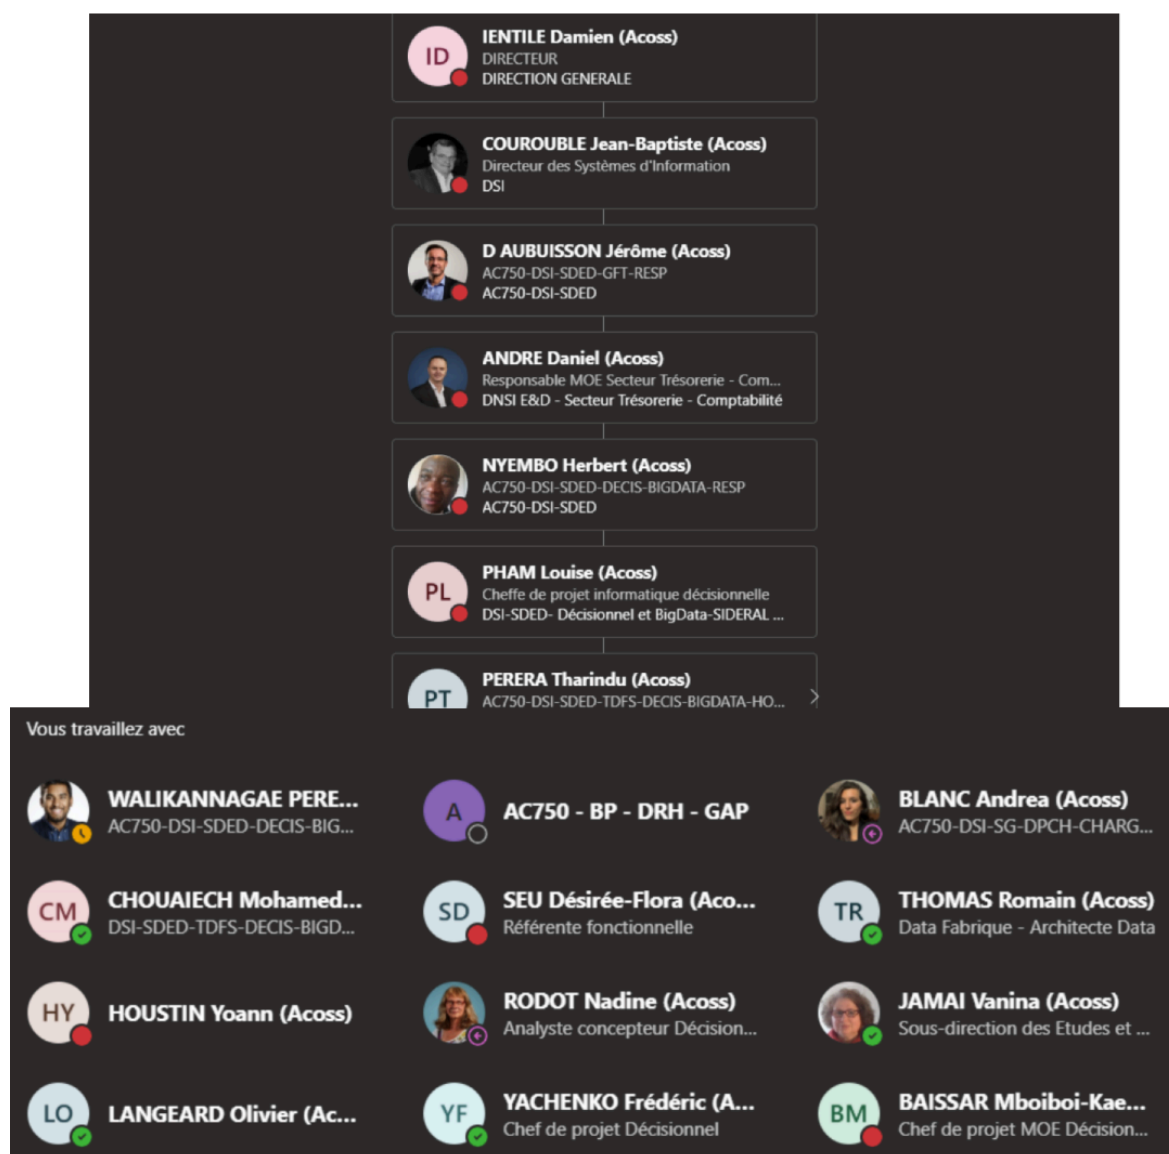 ID
IENTILE Damien (Acoss)
DIRECTEUR
DIRECTION GENERALE
COUROUBLE Jean-Baptiste (Acoss)
Directeur des Systèmes d'Information
DSI
D AUBUISSON Jérôme (Acoss)
AC750-DSI-SDED-GFT-RESP
AC750-DSI-SDED
ANDRE Daniel (Acoss)
Responsable MOE Secteur Trésorerie - Com...
DNSI E&D - Secteur Trésorerie - Comptabilité
NYEMBO Herbert (Acoss)
AC750-DSI-SDED-DECIS-BIGDATA-RESP
AC750-DSI-SDED
PL
PHAM Louise (Acoss)
Cheffe de projet informatique décisionnelle
DSI-SDED- Décisionnel et BigData-SIDERAL ...
PT
PERERA Tharindu (Acoss)
AC750-DSI-SDED-TDFS-DECIS-BIGDATA-HO...
Vous travaillez avec
WALIKANNAGAE PERE...
AC750-DSI-SDED-DECIS-BIG...
A
AC750 - BP - DRH - GAP
BLANC Andrea (Acoss)
AC750-DSI-SG-DPCH-CHARG...
CM
CHOUAIECH Mohamed...
DSI-SDED-TDFS-DECIS-BIGD...
SD
SEU Désirée-Flora (Aco...
Référente fonctionnelle
TR
THOMAS Romain (Acoss)
Data Fabrique - Architecte Data
HY
HOUSTIN Yoann (Acoss)
RODOT Nadine (Acoss)
Analyste concepteur Décision...
JAMAI Vanina (Acoss)
Sous-direction des Etudes et ...
LO
LANGEARD Olivier (Ac...
YF
YACHENKO Frédéric (A...
Chef de projet Décisionnel
BM
BAISSAR Mboiboi-Kae...
Chef de projet MOE Décision...